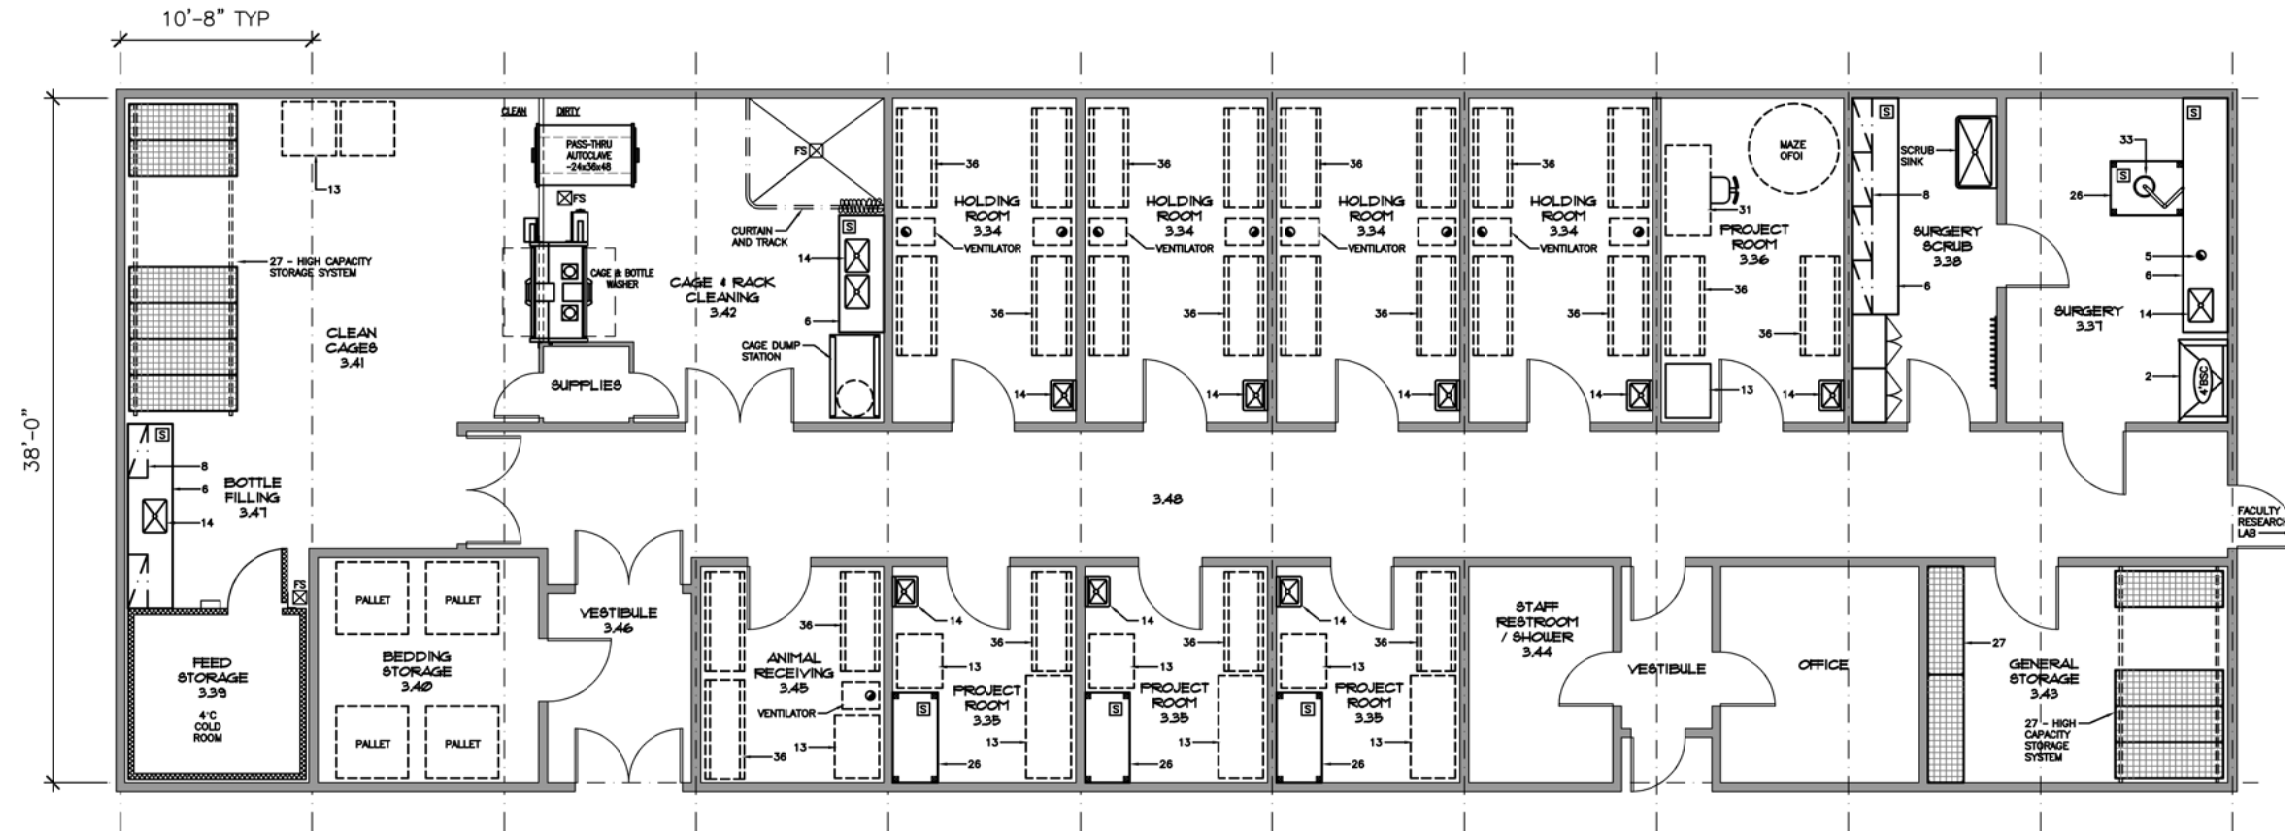 10'-8" TYP
38'-0"
CLEAN
DIRTY
PASS-THRU
AUTOCLAVE
~24x36x48
FS
FS
13
27 - HIGH CAPACITY
STORAGE SYSTEM
CLEAN
CAGES
3.41
CAGE & BOTTLE
WASHER
CURTAIN
AND TRACK
CAGE & RACK
CLEANING
3.42
S
14
6
CAGE DUMP
STATION
SUPPLIES
36
HOLDING
ROOM
3.34
VENTILATOR
36
14
36
HOLDING
ROOM
3.34
VENTILATOR
36
14
36
HOLDING
ROOM
3.34
VENTILATOR
36
14
36
HOLDING
ROOM
3.34
VENTILATOR
36
14
MAZE
OFOI
31
PROJECT
ROOM
3.36
36
36
13
14
S
SCRUB
SINK
8
SURGERY
SCRUB
3.38
6
S
33
S
26
5
6
SURGERY
3.37
14
2
4'BSC
S
8
6
BOTTLE
FILLING
3.47
14
3.48
FACULTY
RESEARCH
LAB
FS
FEED
STORAGE
3.39
4°C
COLD
ROOM
PALLET
PALLET
BEDDING
STORAGE
3.40
PALLET
PALLET
VESTIBULE
3.46
36
ANIMAL
RECEIVING
3.45
VENTILATOR
13
36
14
36
13
PROJECT
ROOM
3.35
S
13
26
14
36
13
PROJECT
ROOM
3.35
S
13
26
14
36
13
PROJECT
ROOM
3.35
S
13
26
STAFF
RESTROOM
/ SHOWER
3.44
VESTIBULE
OFFICE
27
GENERAL
STORAGE
3.43
27 - HIGH
CAPACITY
STORAGE
SYSTEM